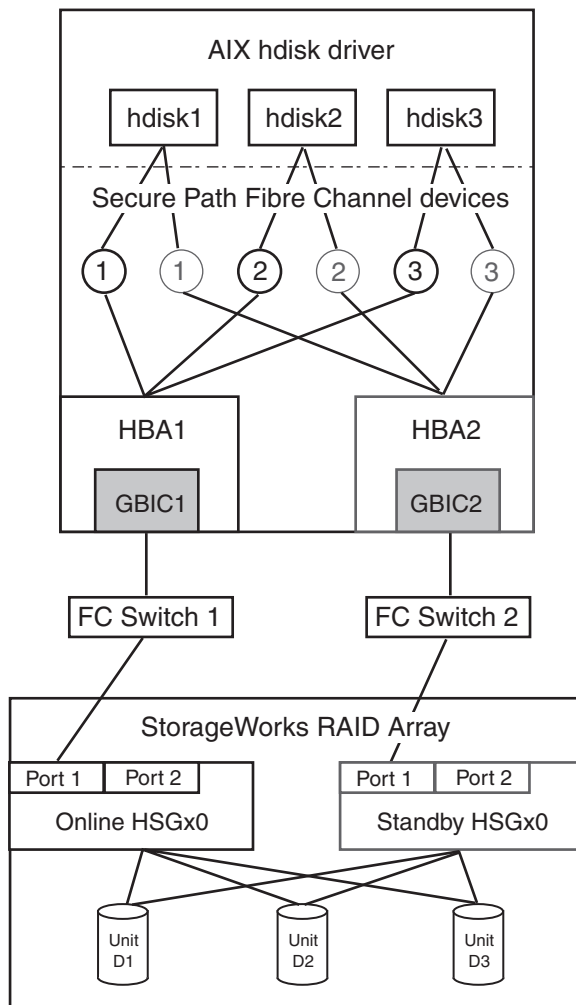 AIX hdisk driver
hdisk1 hdisk2 hdisk3
Secure Path Fibre Channel devices
1 1 2 2 3 3
HBA1 HBA2
GBIC1 GBIC2
FC Switch 1 FC Switch 2
StorageWorks RAID Array
Port 1 Port 2 Port 1 Port 2
Online HSGx0 Standby HSGx0
Unit Unit Unit
D1 D2 D3